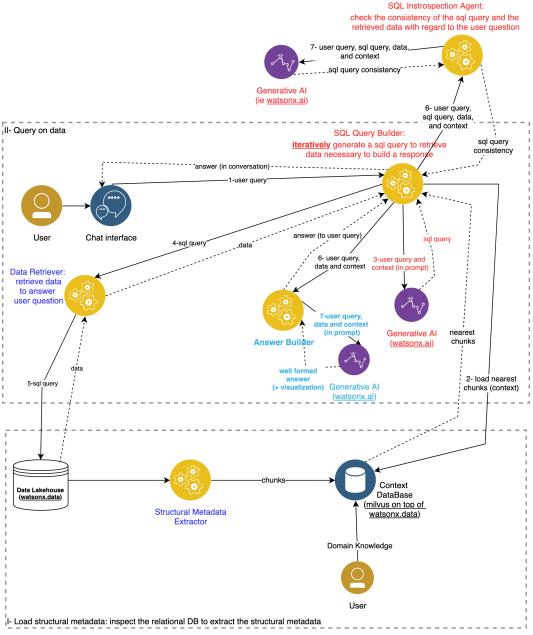 SQL Instrospection Agent:
check the consistency of the sql query and the
retrieved data with regard to the user question
7- user query, sql query, data,
and context
sql query consistency
Generative AI
(ie watsonx.ai)
6- user query,
sql query, data,
and context
sql query
consistency
II- Query on data
SQL Query Builder:
iteratively generate a sql query to retrieve
data necessary to build a response
answer (in conversation)
1-user query
User
Chat interface
4-sql query
data
answer (to user query)
6- user query,
data and context
sql query
3-user query and
context (in prompt)
Data Retriever:
retrieve data
to answer
user question
Answer Builder
7-user query,
data and context
(in prompt)
Generative AI
(watsonx.ai)
nearest
chunks
well formed
answer
(+ visualization)
Generative AI
(watsonx.ai)
2- load nearest
chunks (context)
5-sql query
data
Data Lakehouse
(watsonx.data)
Structural Metadata
Extractor
chunks
Context
DataBase
(milvus on top of
watsonx.data)
Domain Knowledge
User
I- Load structural metadata: inspect the relational DB to extract the structural metadata